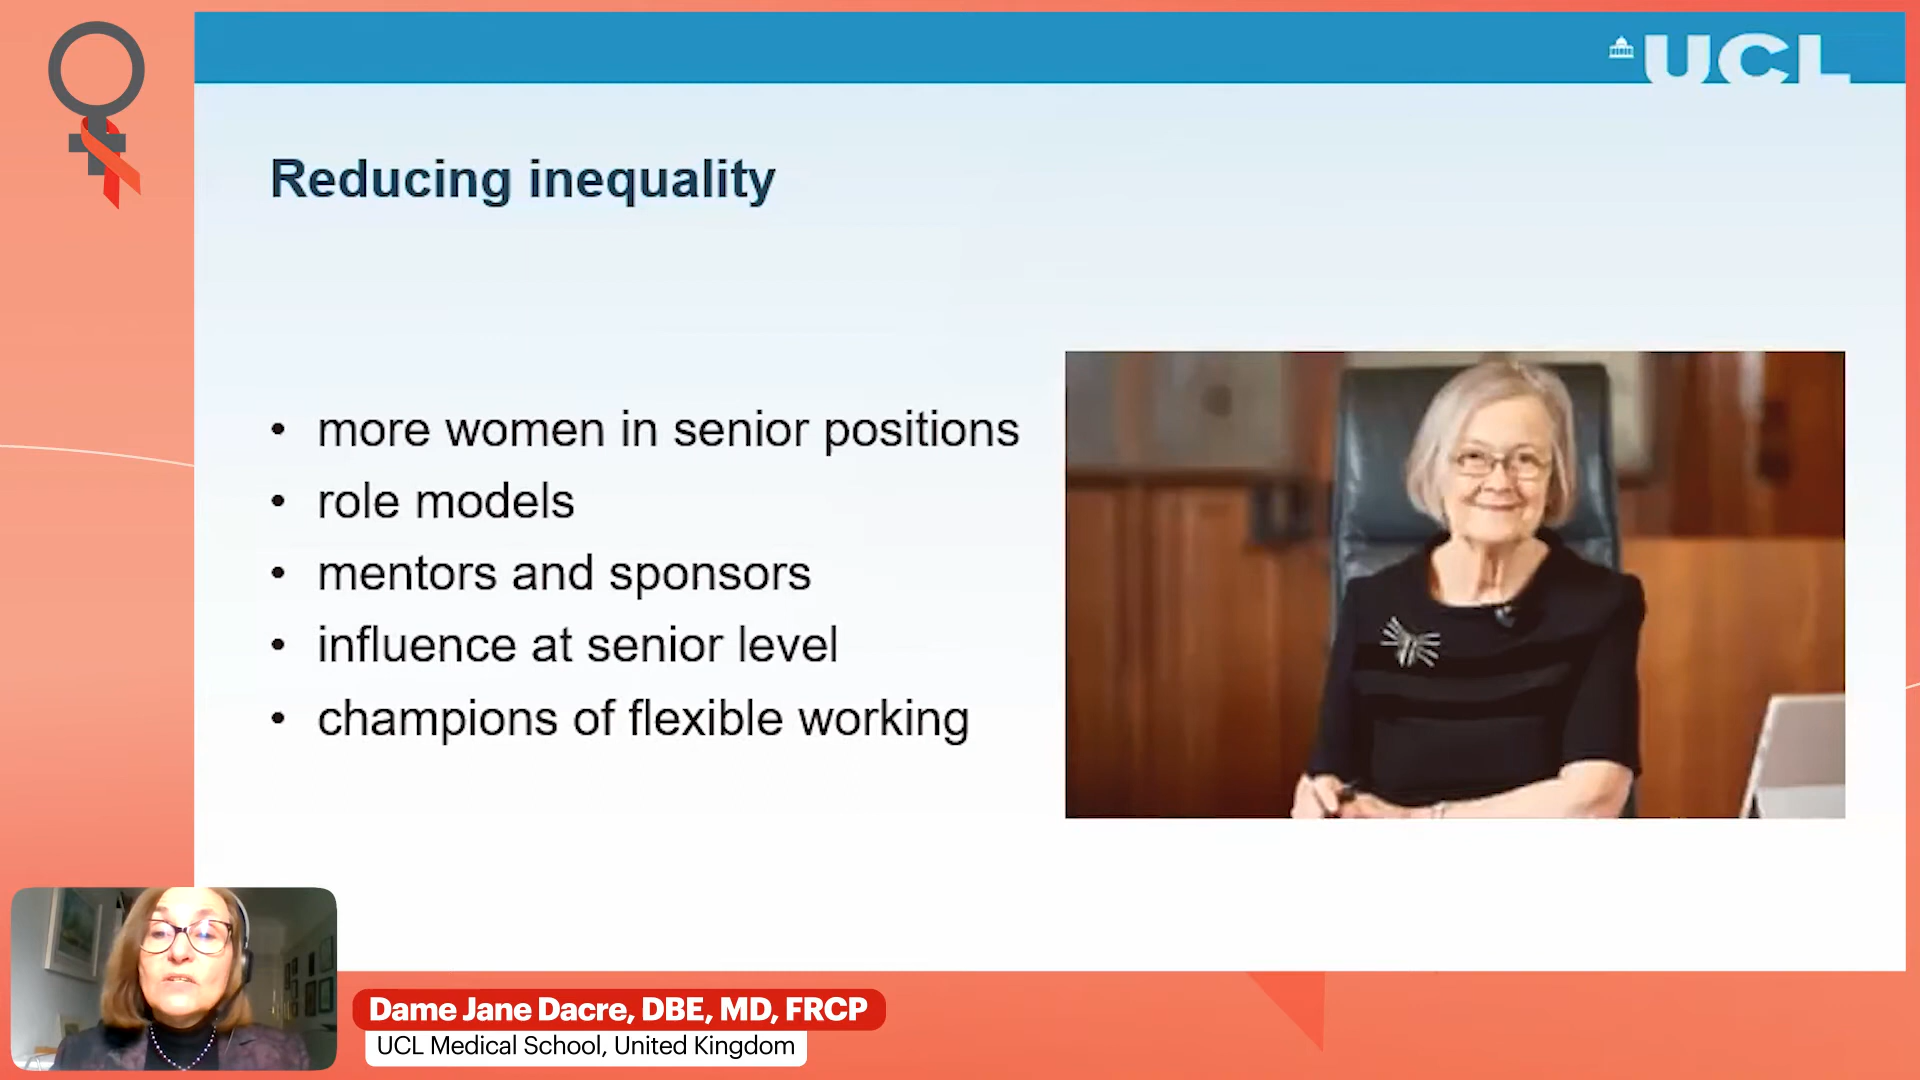 UCL
Reducing inequality
• more women in senior positions
• role models
• mentors and sponsors
• influence at senior level
• champions of flexible working
Dame Jane Dacre, DBE, MD, FRCP
UCL Medical School, United Kingdom